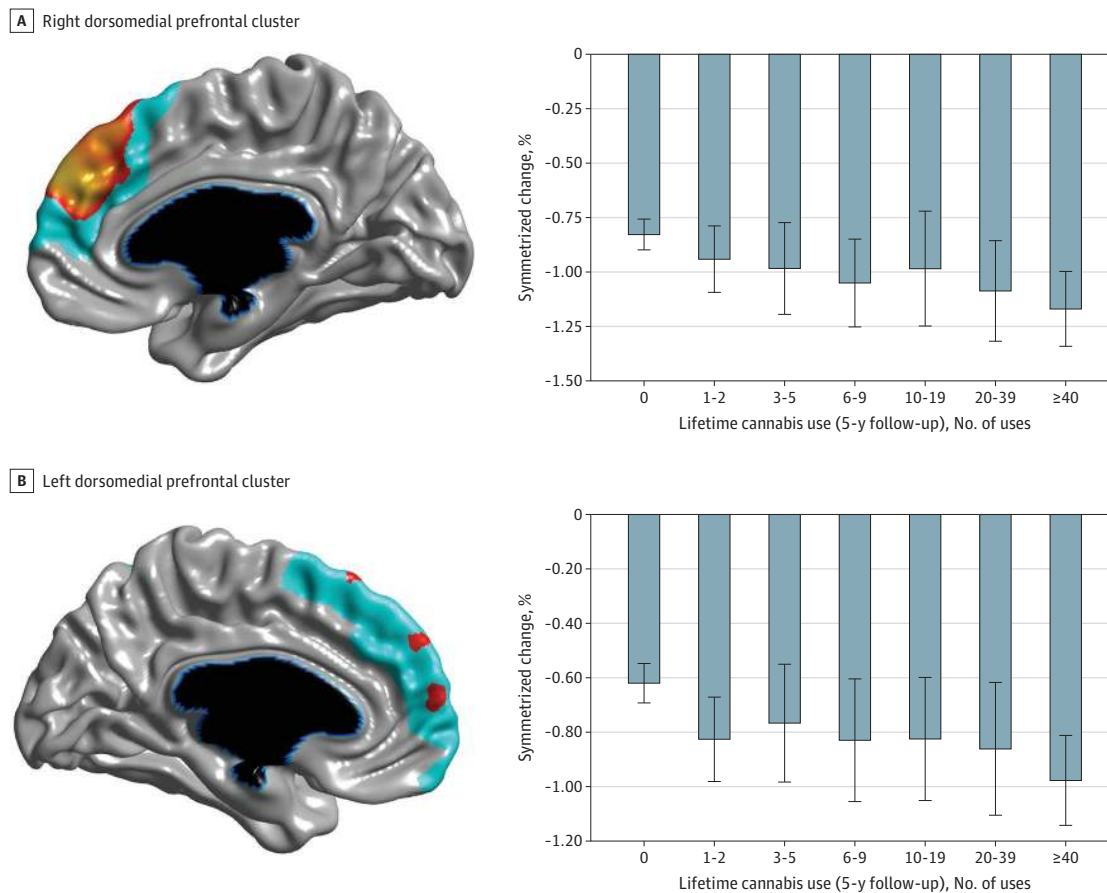 A Right dorsomedial prefrontal cluster
0
-0.25
-0.50
-0.75
-1.00
-1.25
-1.50
Symmetrized change, %
0 1-2 3-5 6-9 10-19 20-39 ≥40
Lifetime cannabis use (5-y follow-up), No. of uses
B Left dorsomedial prefrontal cluster
0
-0.20
-0.40
-0.60
-0.80
-1.00
-1.20
Symmetrized change, %
0 1-2 3-5 6-9 10-19 20-39 ≥40
Lifetime cannabis use (5-y follow-up), No. of uses